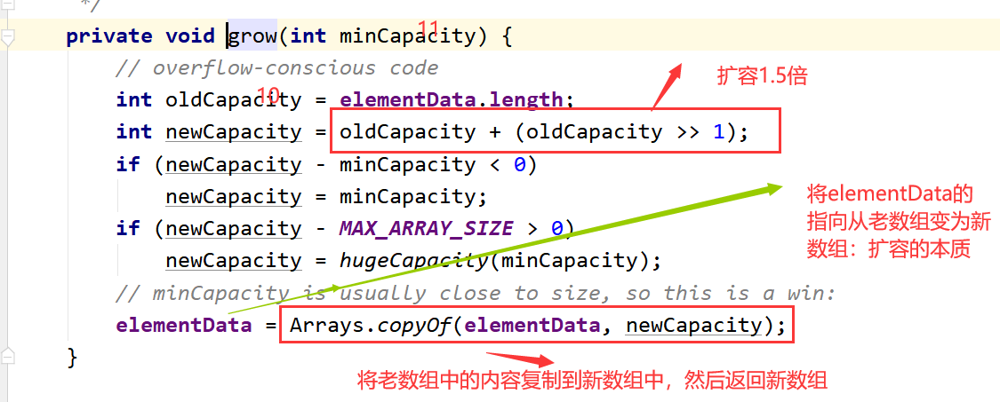 */
private void grow(int minCapacity) {
11
// overflow-conscious code
扩容1.5倍
int oldCapacity = elementData.length;
10
int newCapacity = oldCapacity + (oldCapacity >> 1);
if (newCapacity - minCapacity < 0)
newCapacity = minCapacity;
将elementData的
指向从老数组变为新
数组：扩容的本质
if (newCapacity - MAX_ARRAY_SIZE > 0)
newCapacity = hugeCapacity(minCapacity);
// minCapacity is usually close to size, so this is a win:
elementData = Arrays.copyOf(elementData, newCapacity);
}
将老数组中的内容复制到新数组中，然后返回新数组